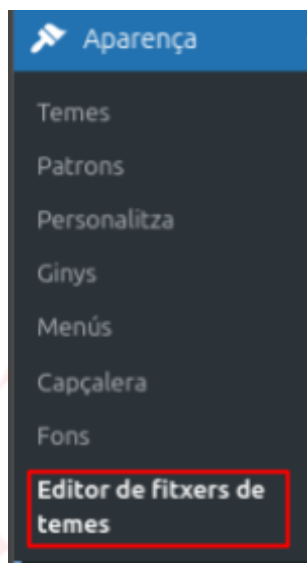 Aparença
Temes
Patrons
Personalitza
Ginys
Menús
Capçalera
Fons
Editor de fitxers de
temes